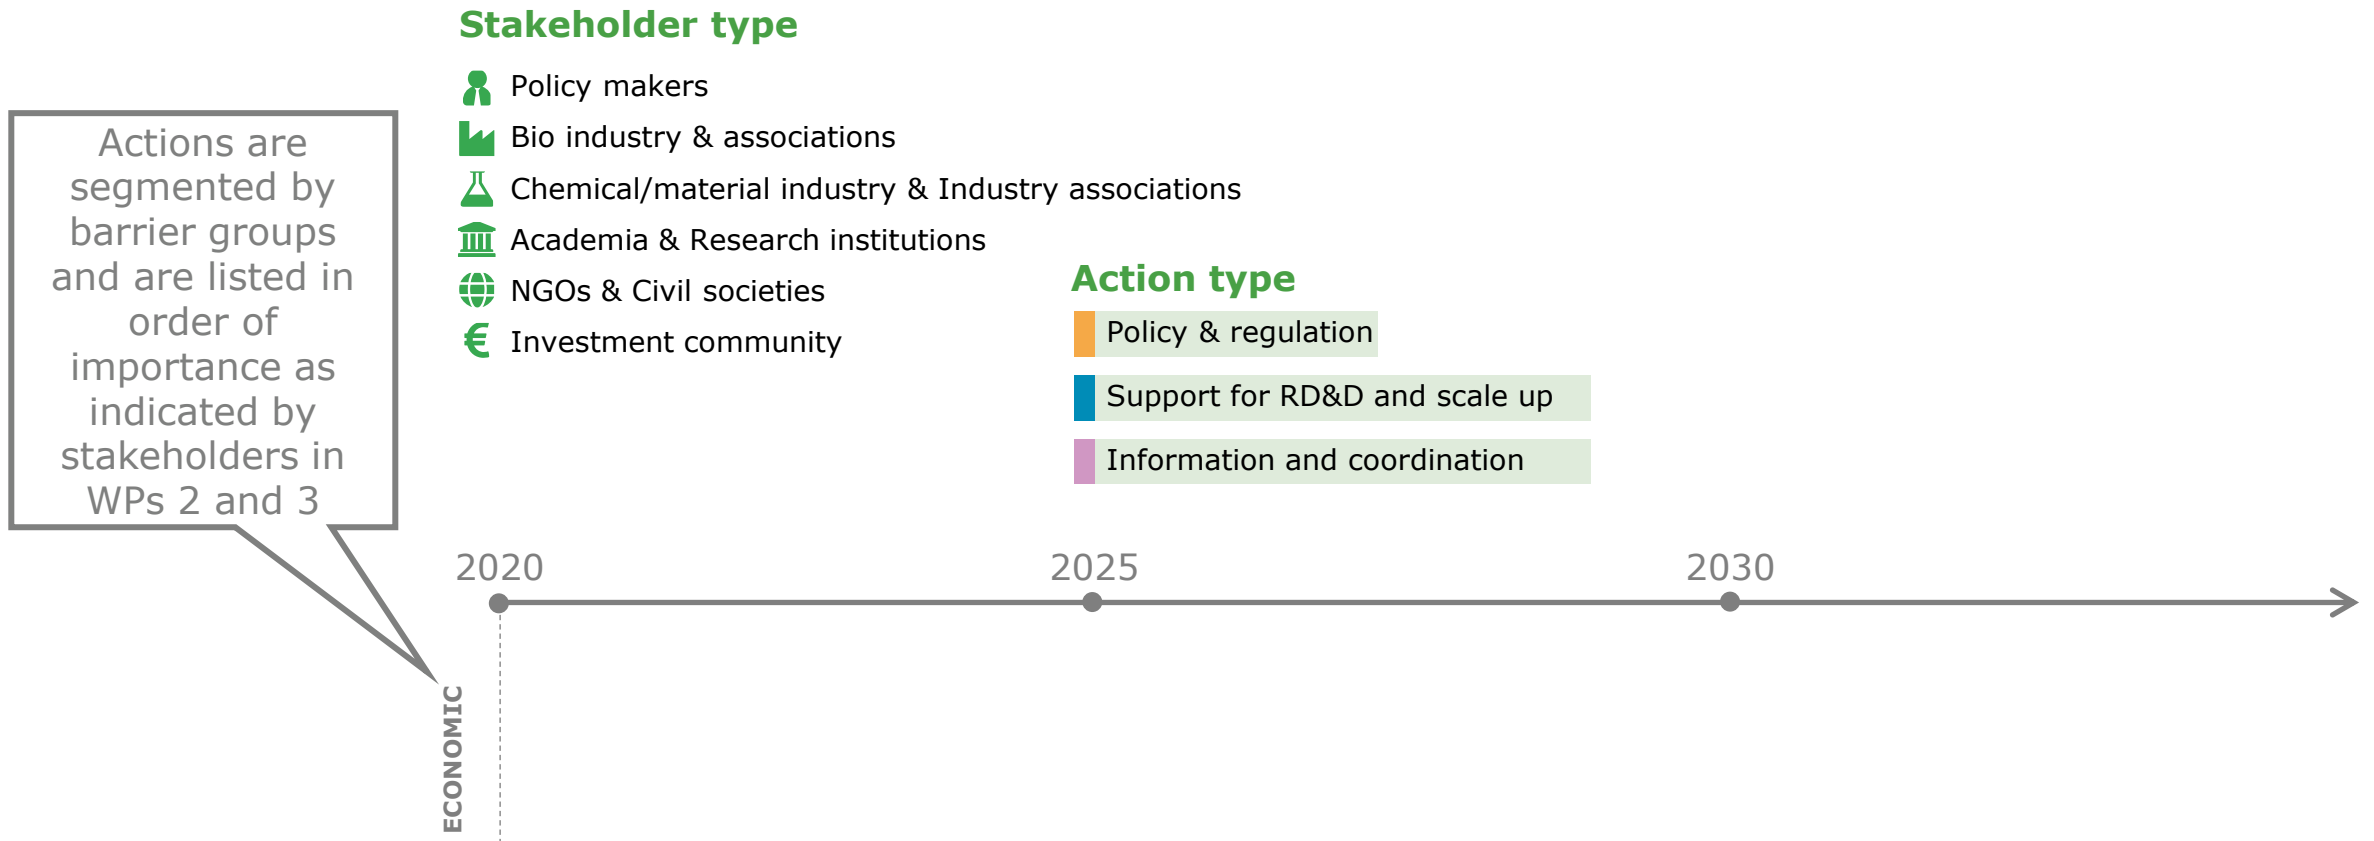 Stakeholder type
Policy makers
Bio industry & associations
Chemical/material industry & Industry associations
Academia & Research institutions
NGOs & Civil societies
€ Investment community
Actions are
segmented by
barrier groups
and are listed in
order of
importance as
indicated by
stakeholders in
WPs 2 and 3
Action type
Policy & regulation
Support for RD&D and scale up
Information and coordination
2020
2025
2030
ECONOMIC